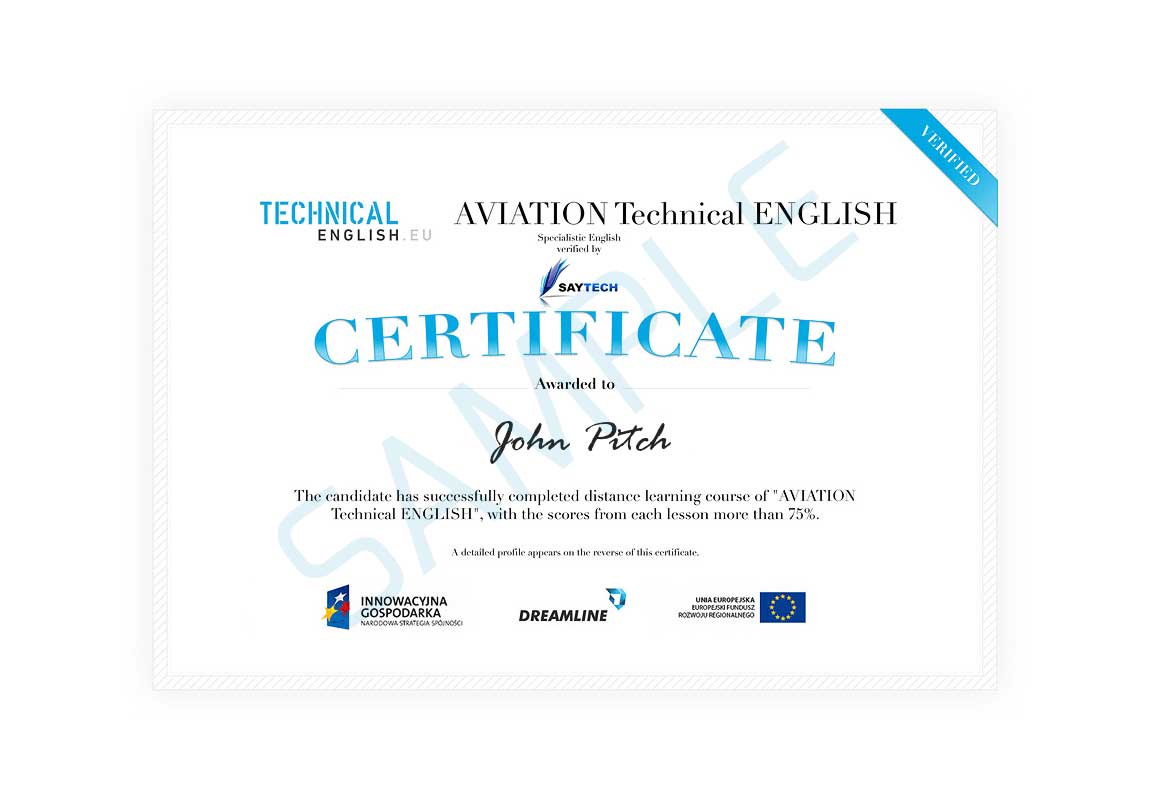 VERIFIED
TECHNICAL
ENGLISH.EU
AVIATION Technical ENGLISH
Specialistic English
verified by
SAYTECH
CERTIFICATE
Awarded to
John Pitch
The candidate has successfully completed distance learning course of "AVIATION
Technical ENGLISH", with the scores from each lesson more than 75%.
A detailed profile appears on the reverse of this certificate.
SAMPLE
INNOWACYJNA
GOSPODARKA
NARODOWA STRATEGIA SPÓJNOŚCI
DREAMLINE
UNIA EUROPEJSKA
EUROPEJSKI FUNDUSZ
ROZWOJU REGIONALNEGO